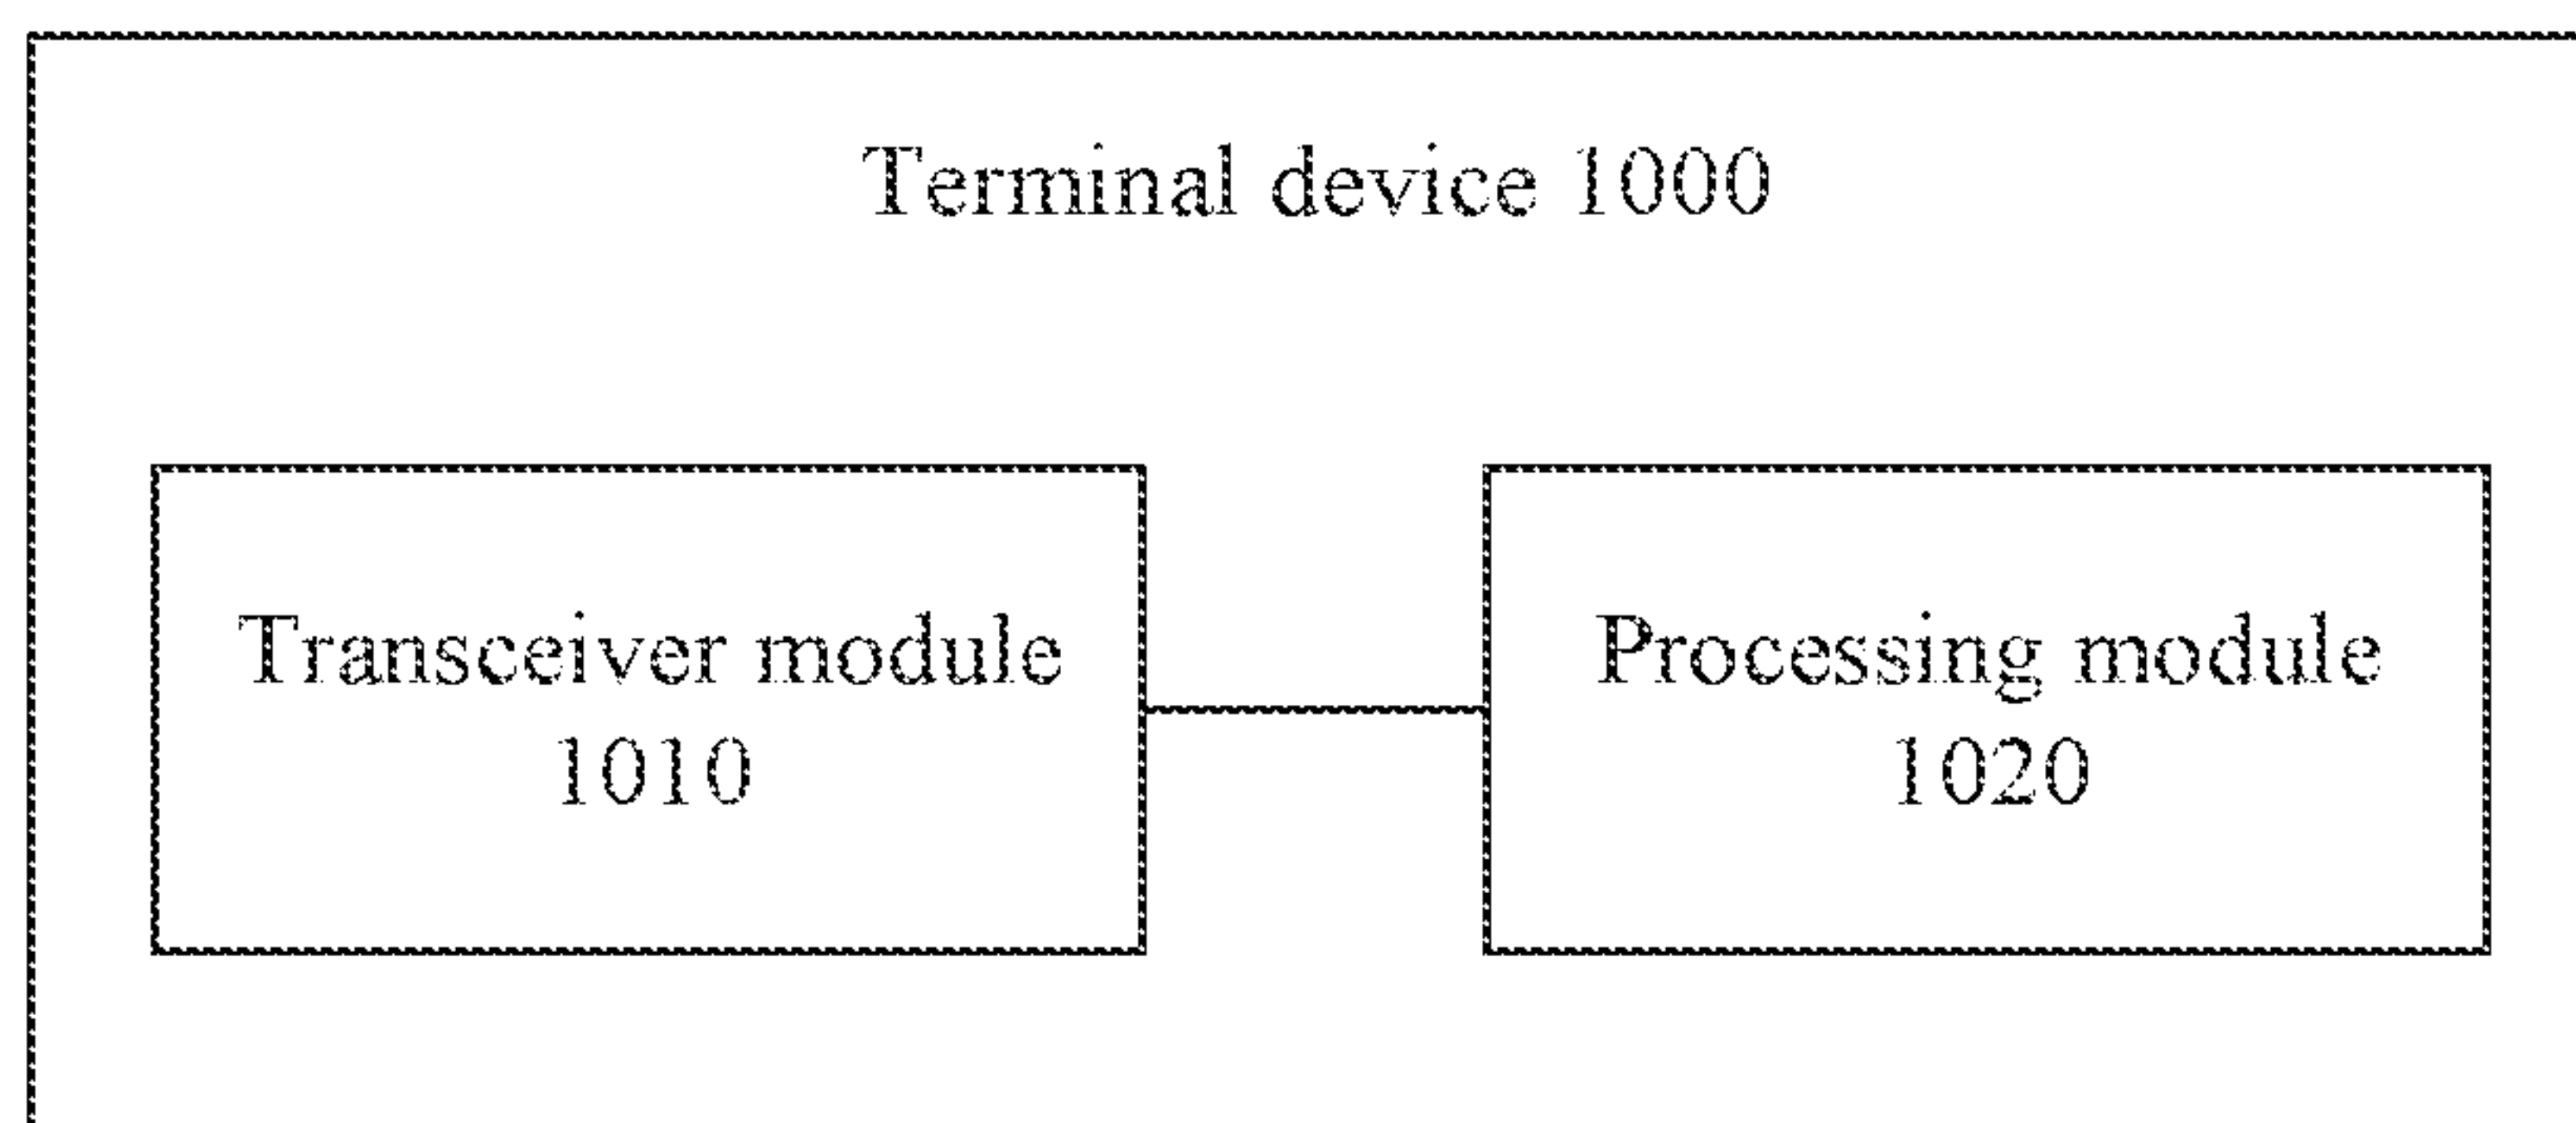 Terminal device 1000
Transceiver module
1010
Processing module
1020